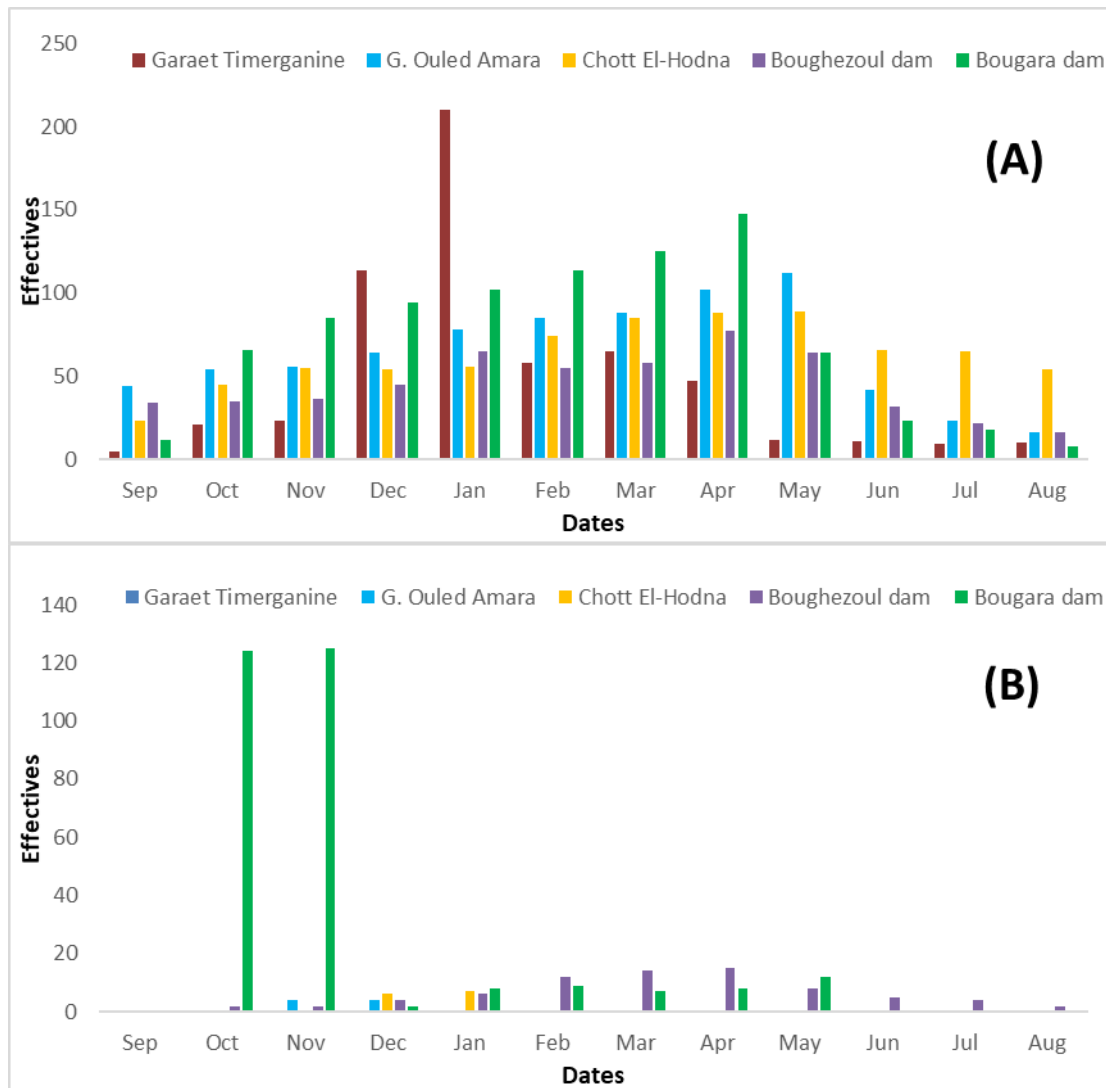 250
Garaet Timerganine G. Ouled Amara Chott El-Hodna Boughezoul dam Bougara dam
200
(A)
150
Effectives
100
50
0
Sep Oct Nov Dec Jan Feb Mar Apr May Jun Jul Aug
Dates
140
Garaet Timerganine G. Ouled Amara Chott El-Hodna Boughezoul dam Bougara dam
120
(B)
100
80
Effectives
60
40
20
0
Sep Oct Nov Dec Jan Feb Mar Apr May Jun Jul Aug
Dates